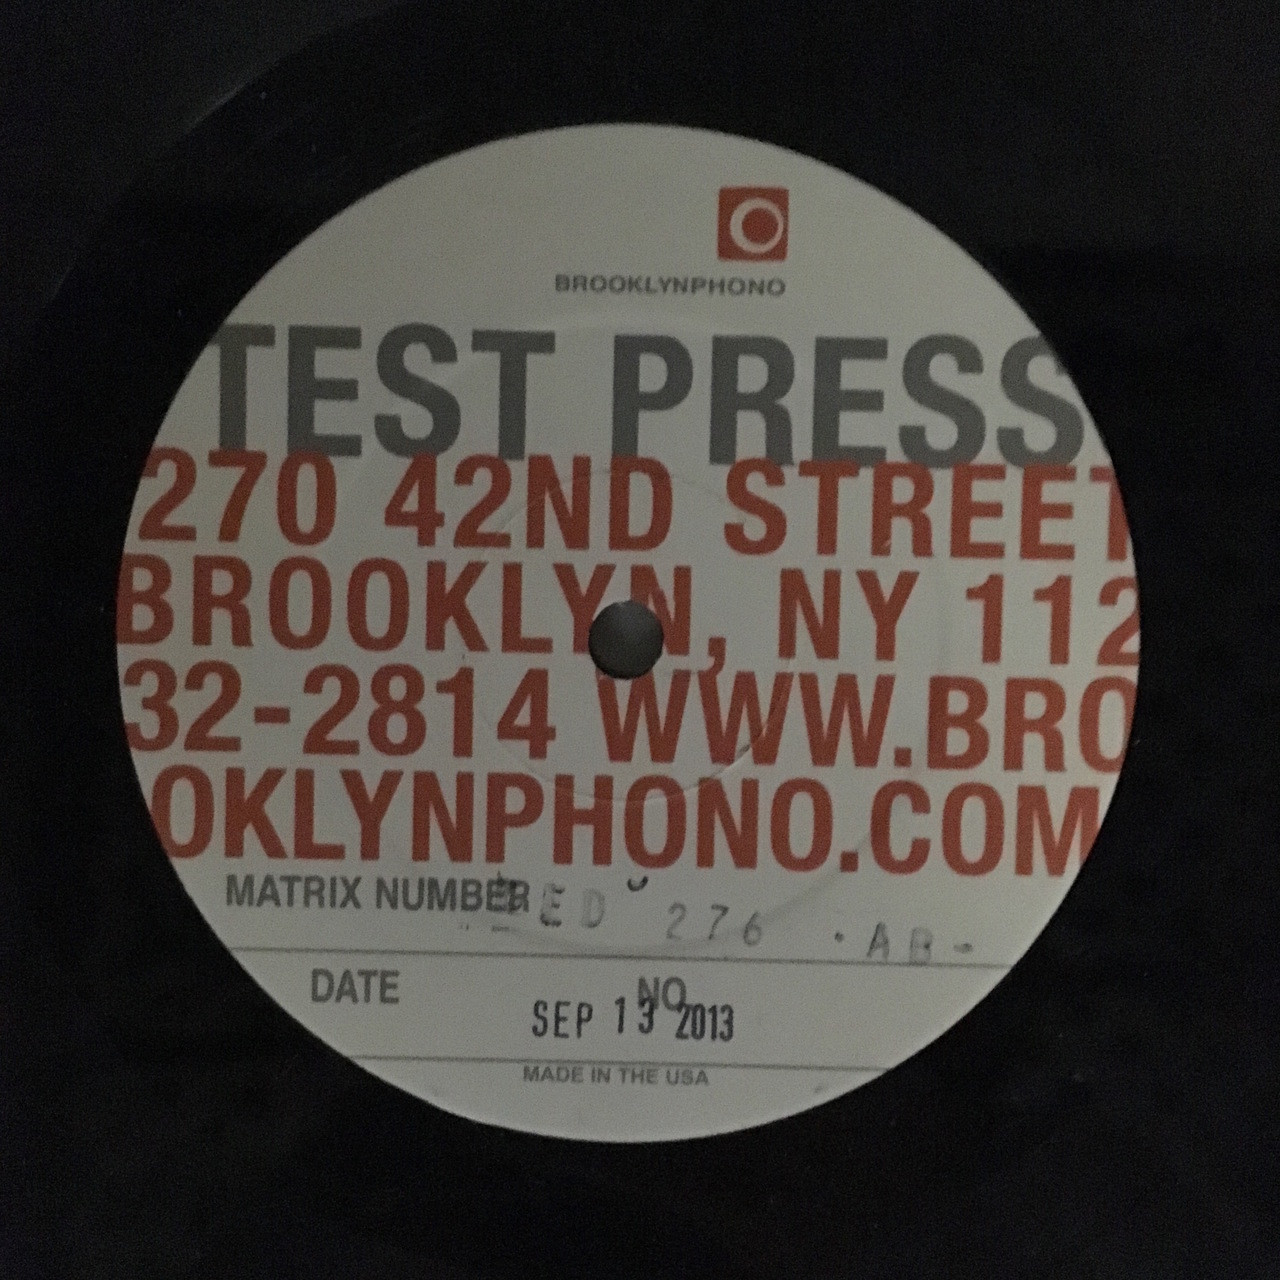 BROOKLYNPHONO
TEST PRESS
270 42ND STREET
BROOKLYN, NY 112
32-2814 WWW.BRO
OKLYNPHONO.COM
MATRIX NUMBER 276 -AB-
DATE NO.
SEP 13 2013
MADE IN THE USA